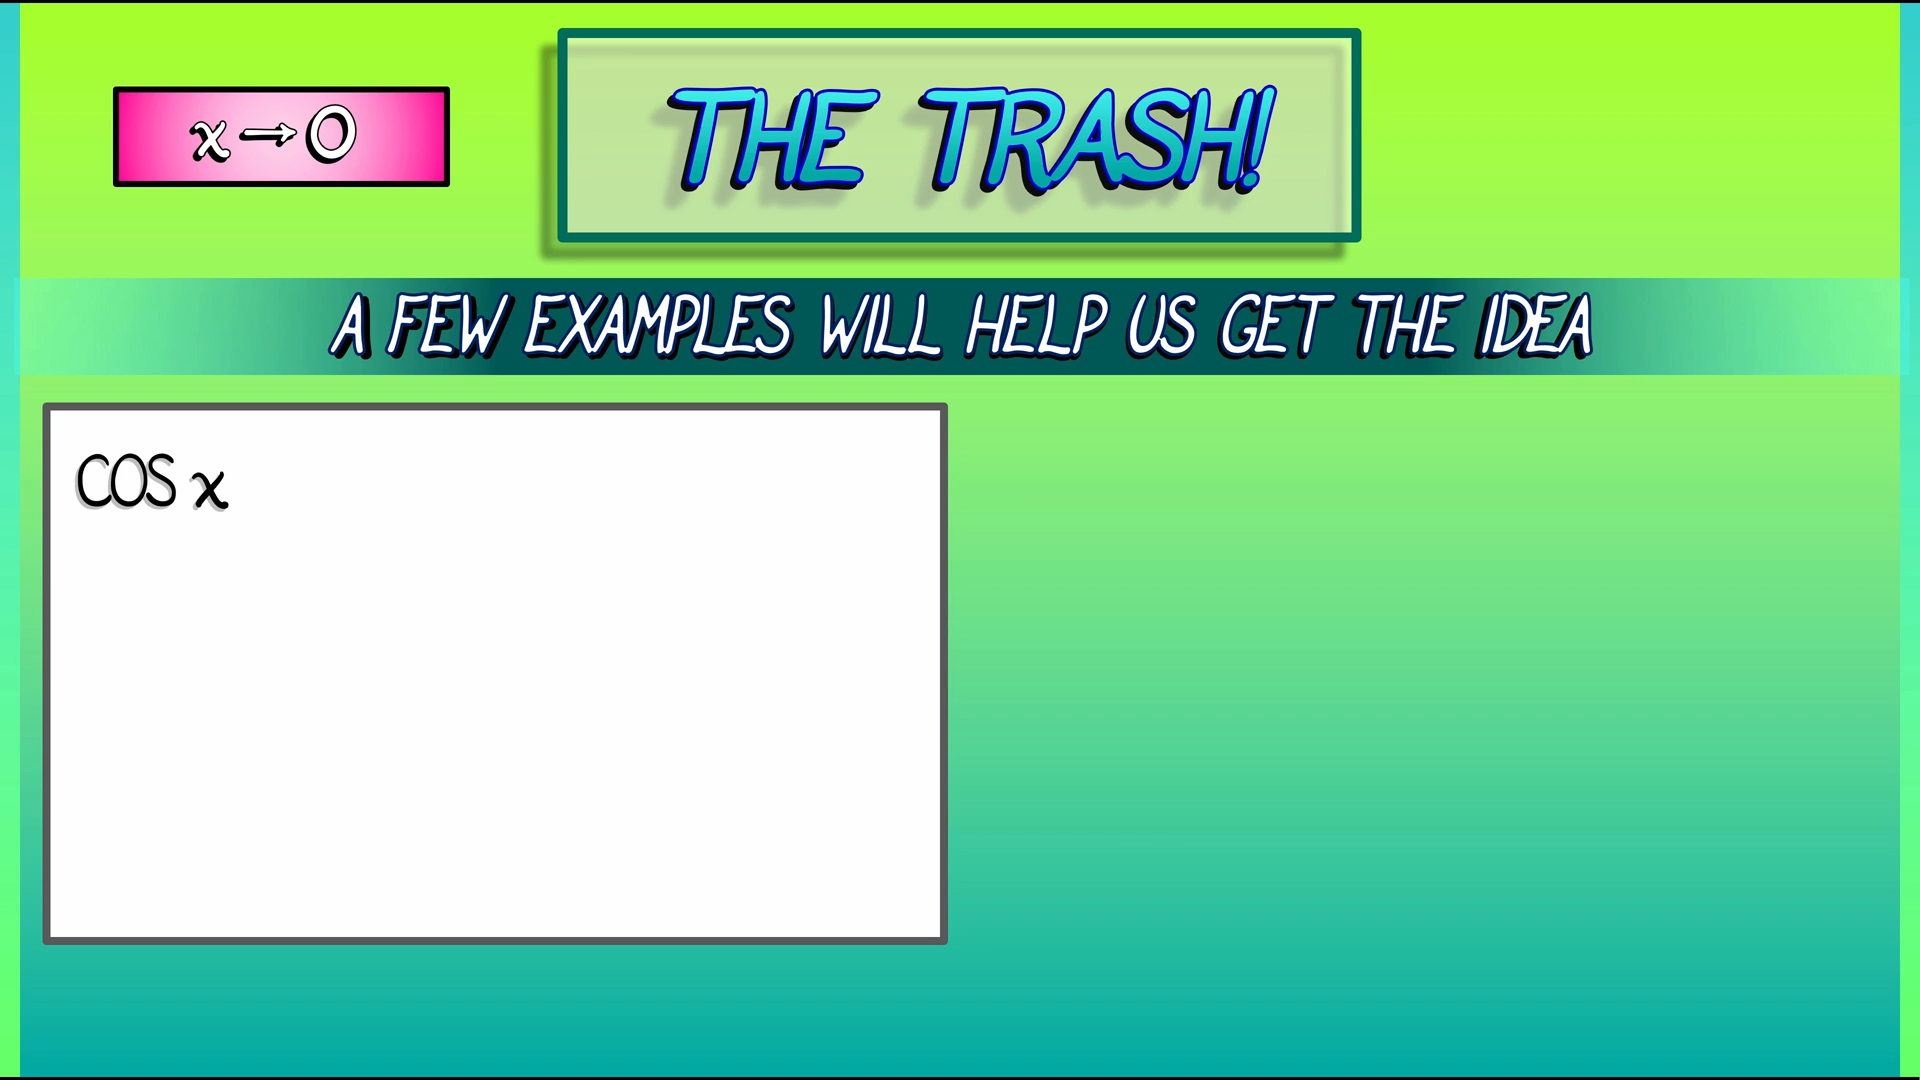 x → 0
THE TRASH!
A FEW EXAMPLES WILL HELP US GET THE IDEA
COS x